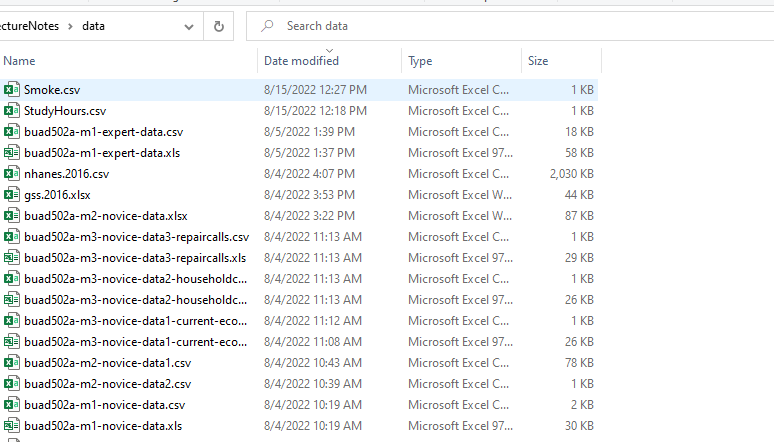 ectureNotes > data Search data
Name Date modified Type Size
Smoke.csv 8/15/2022 12:27 PM Microsoft Excel C... 1 KB
StudyHours.csv 8/15/2022 12:18 PM Microsoft Excel C... 1 KB
buad502a-m1-expert-data.csv 8/5/2022 1:39 PM Microsoft Excel C... 18 KB
buad502a-m1-expert-data.xls 8/5/2022 1:37 PM Microsoft Excel 97... 58 KB
nhanes.2016.csv 8/4/2022 4:07 PM Microsoft Excel C... 2,030 KB
gss.2016.xlsx 8/4/2022 3:53 PM Microsoft Excel W... 44 KB
buad502a-m2-novice-data.xlsx 8/4/2022 3:22 PM Microsoft Excel W... 87 KB
buad502a-m3-novice-data3-repaircalls.csv 8/4/2022 11:13 AM Microsoft Excel C... 1 KB
buad502a-m3-novice-data3-repaircalls.xls 8/4/2022 11:13 AM Microsoft Excel 97... 29 KB
buad502a-m3-novice-data2-householdc... 8/4/2022 11:13 AM Microsoft Excel C... 1 KB
buad502a-m3-novice-data2-householdc... 8/4/2022 11:13 AM Microsoft Excel 97... 26 KB
buad502a-m3-novice-data1-current-eco... 8/4/2022 11:12 AM Microsoft Excel C... 1 KB
buad502a-m3-novice-data1-current-eco... 8/4/2022 11:08 AM Microsoft Excel 97... 26 KB
buad502a-m2-novice-data1.csv 8/4/2022 10:43 AM Microsoft Excel C... 78 KB
buad502a-m2-novice-data2.csv 8/4/2022 10:39 AM Microsoft Excel C... 1 KB
buad502a-m1-novice-data.csv 8/4/2022 10:19 AM Microsoft Excel C... 2 KB
buad502a-m1-novice-data.xls 8/4/2022 10:19 AM Microsoft Excel 97... 30 KB